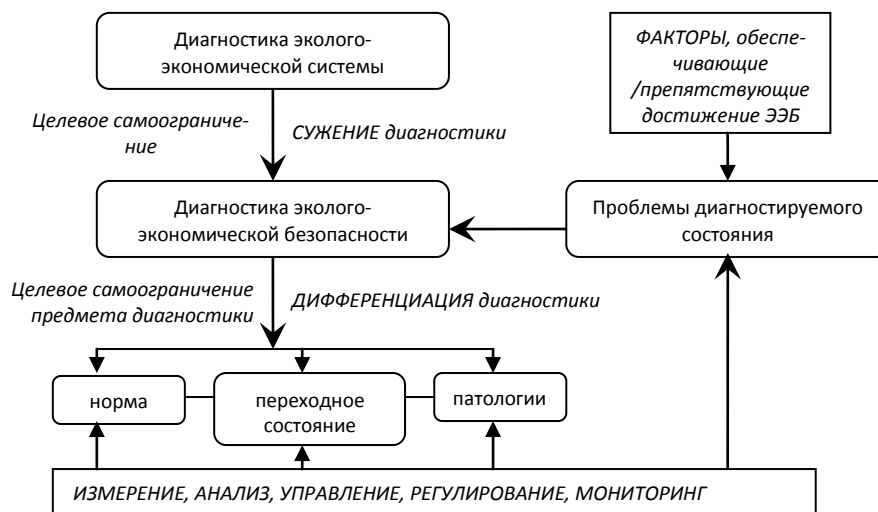 Диагностика эколого-
экономической системы
ФАКТОРЫ, обеспе-
чивающие
/препятствующие
достижение ЭЭБ
Целевое самоограниче-
ние
СУЖЕНИЕ диагностики
Диагностика эколого-
экономической безопасности
Проблемы диагностируемого
состояния
Целевое самоограничение
предмета диагностики
ДИФФЕРЕНЦИАЦИЯ диагностики
норма
переходное
состояние
патологии
ИЗМЕРЕНИЕ, АНАЛИЗ, УПРАВЛЕНИЕ, РЕГУЛИРОВАНИЕ, МОНИТОРИНГ